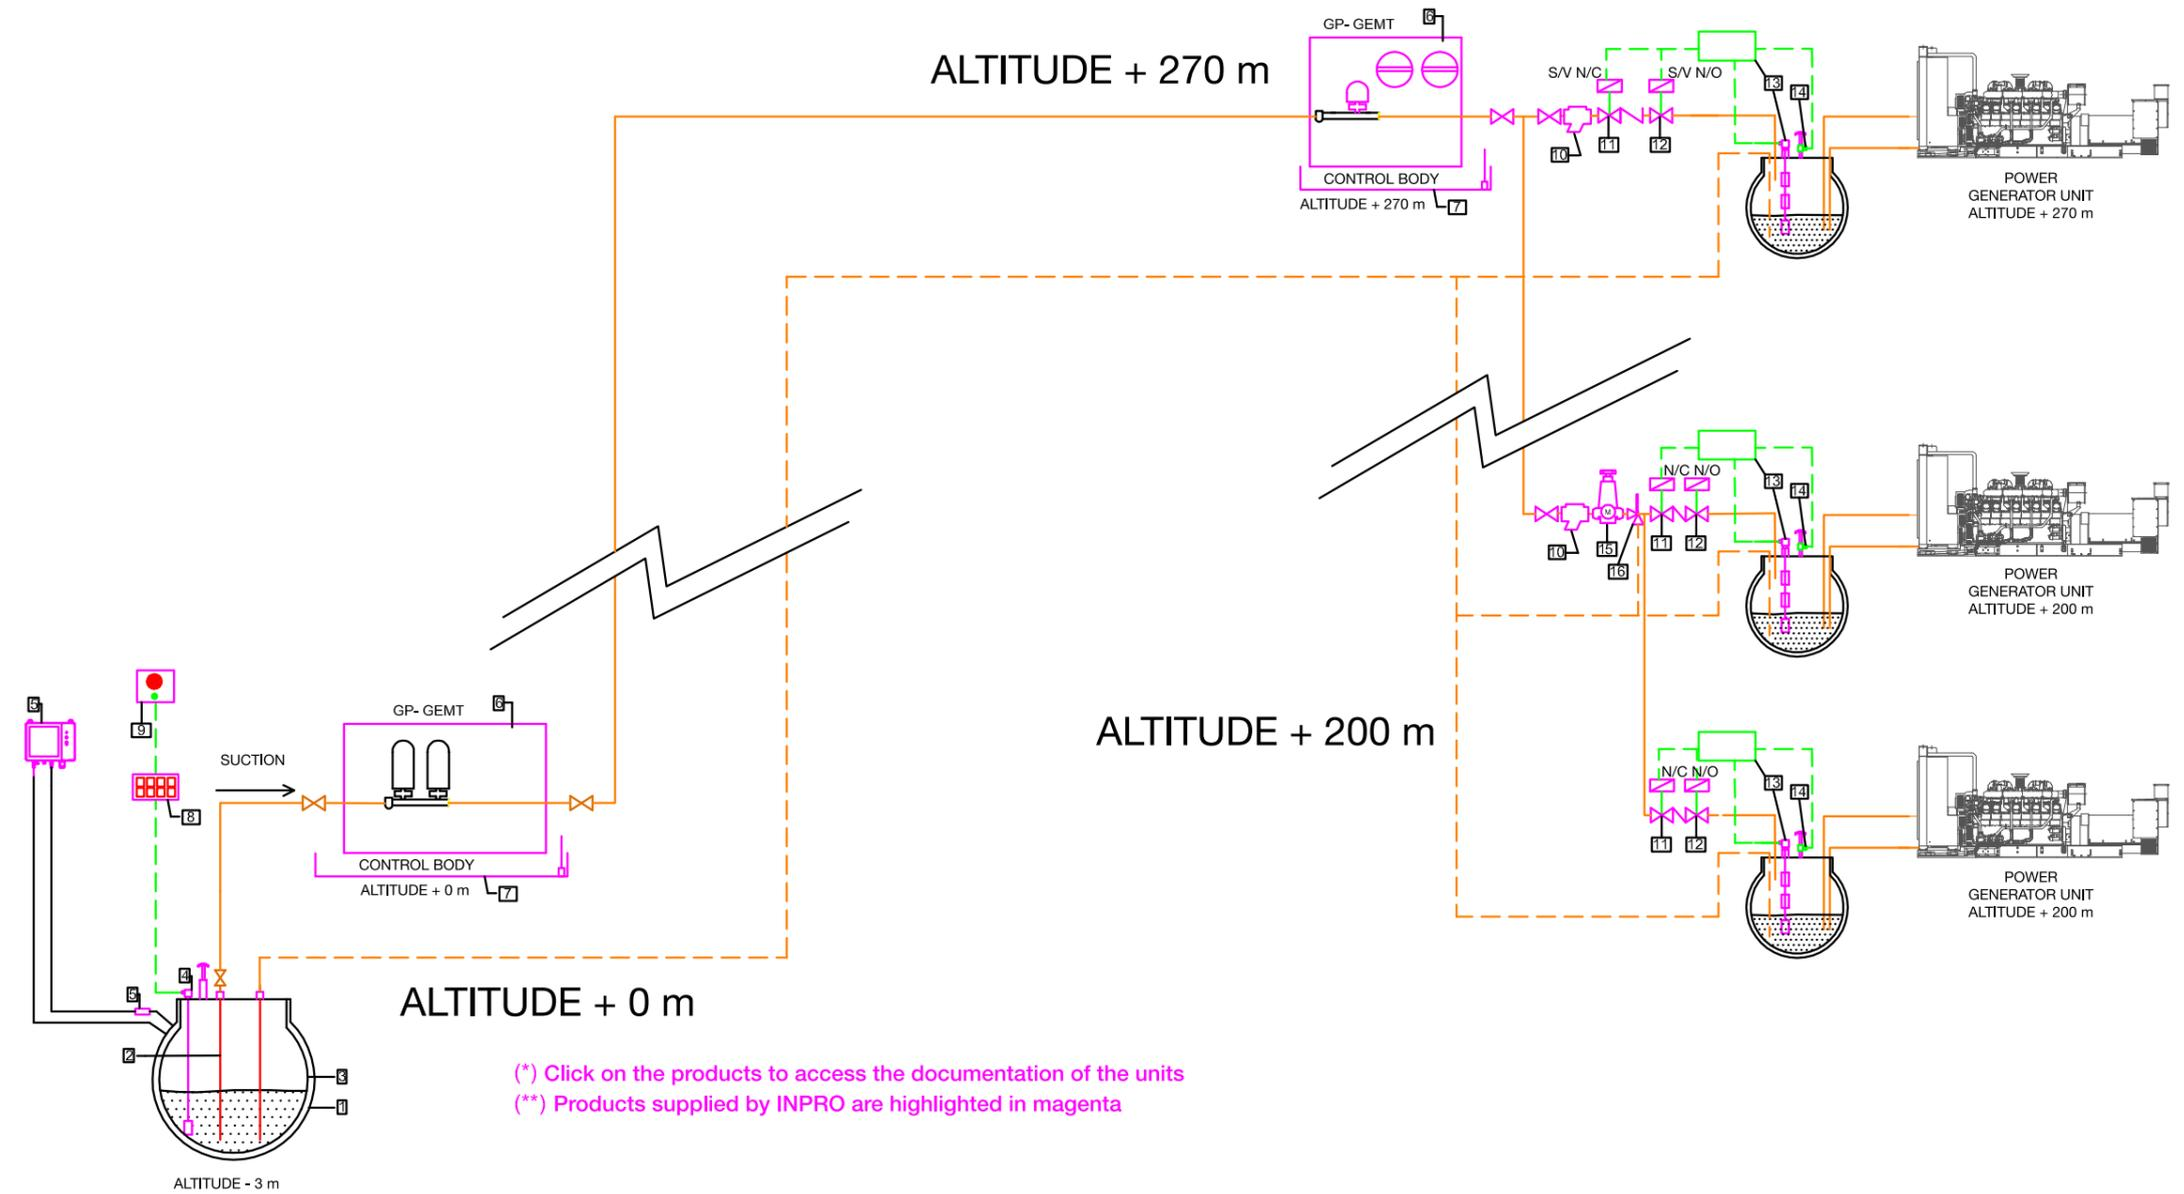 GP- GEMT
6
ALTITUDE + 270 m
S/V N/C
S/V N/O
13
14
10
11
12
CONTROL BODY
ALTITUDE + 270 m
7
POWER
GENERATOR UNIT
ALTITUDE + 270 m
N/C N/O
13
14
M
10
15
11
12
16
POWER
GENERATOR UNIT
ALTITUDE + 200 m
5
9
GP- GEMT
6
SUCTION
8
CONTROL BODY
ALTITUDE + 0 m
7
ALTITUDE + 200 m
N/C N/O
13
14
11
12
POWER
GENERATOR UNIT
ALTITUDE + 200 m
4
5
ALTITUDE + 0 m
2
3
1
(*) Click on the products to access the documentation of the units
(**) Products supplied by INPRO are highlighted in magenta
ALTITUDE - 3 m